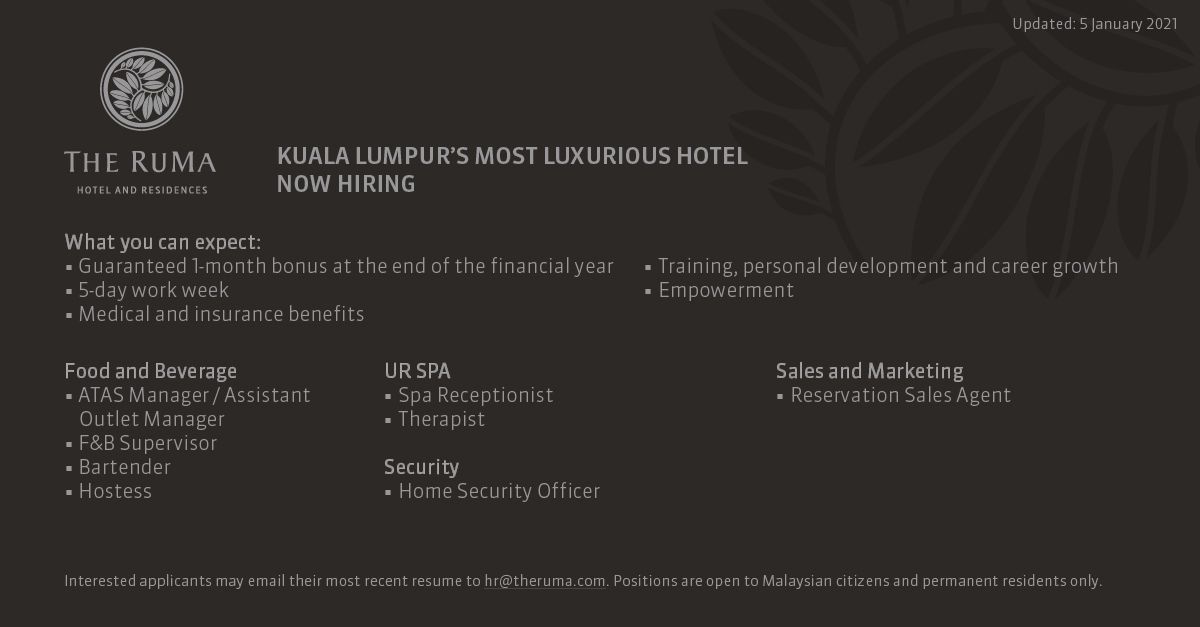 Updated: 5 January 2021
THE RUMA
HOTEL AND RESIDENCES
KUALA LUMPUR’S MOST LUXURIOUS HOTEL
NOW HIRING
What you can expect:
▪ Guaranteed 1-month bonus at the end of the financial year
▪ 5-day work week
▪ Medical and insurance benefits
▪ Training, personal development and career growth
▪ Empowerment
Food and Beverage
▪ ATAS Manager / Assistant
Outlet Manager
▪ F&B Supervisor
▪ Bartender
▪ Hostess
UR SPA
▪ Spa Receptionist
▪ Therapist
Security
▪ Home Security Officer
Sales and Marketing
▪ Reservation Sales Agent
Interested applicants may email their most recent resume to hr@theruma.com. Positions are open to Malaysian citizens and permanent residents only.